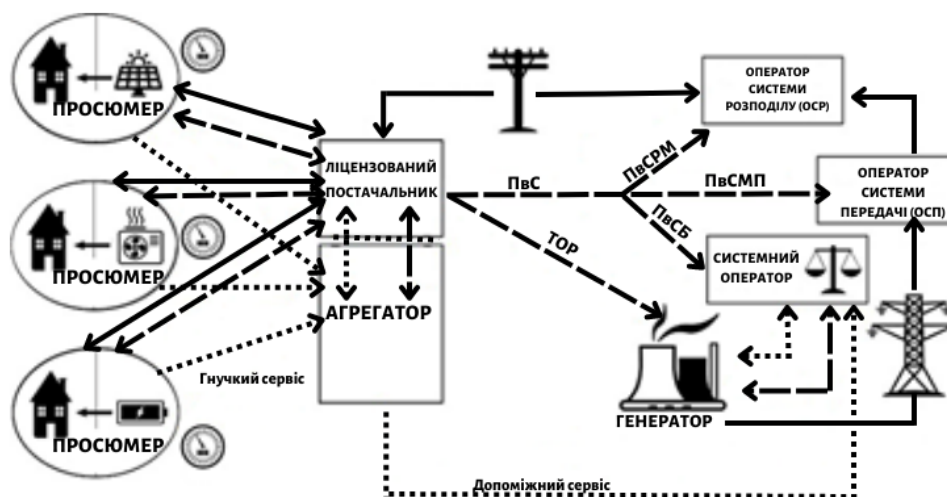 ПРОСЮМЕР
ПРОСЮМЕР
ПРОСЮМЕР
ЛІЦЕНЗОВАНИЙ
ПОСТАЧАЛЬНИК
АГРЕГАТОР
Гнучкий сервіс
ПвС
ПвСРМ
ПвСМП
ПвСБ
ТОР
ОПЕРАТОР
СИСТЕМИ
РОЗПОДІЛУ (ОСР)
ОПЕРАТОР
СИСТЕМИ
ПЕРЕДАЧІ (ОСП)
СИСТЕМНИЙ
ОПЕРАТОР
ГЕНЕРАТОР
Допоміжний сервіс